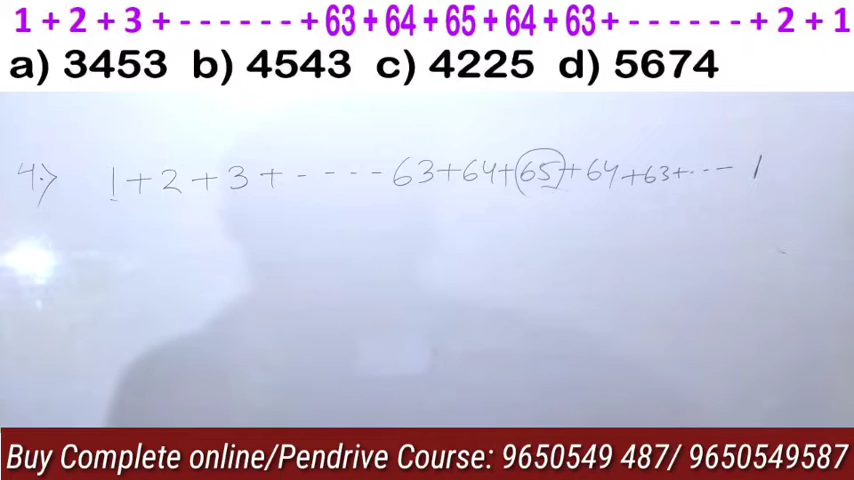 1 + 2 + 3 + - - - - - - + 63 + 64 + 65 + 64 + 63 + - - - - - - + 2 + 1
a) 3453 b) 4543 c) 4225 d) 5674
4.> 1 + 2 + 3 + - - - - 63 + 64 + 65 + 64 + 63 + - - - 1
Buy Complete online/Pendrive Course: 9650549 487/ 9650549587